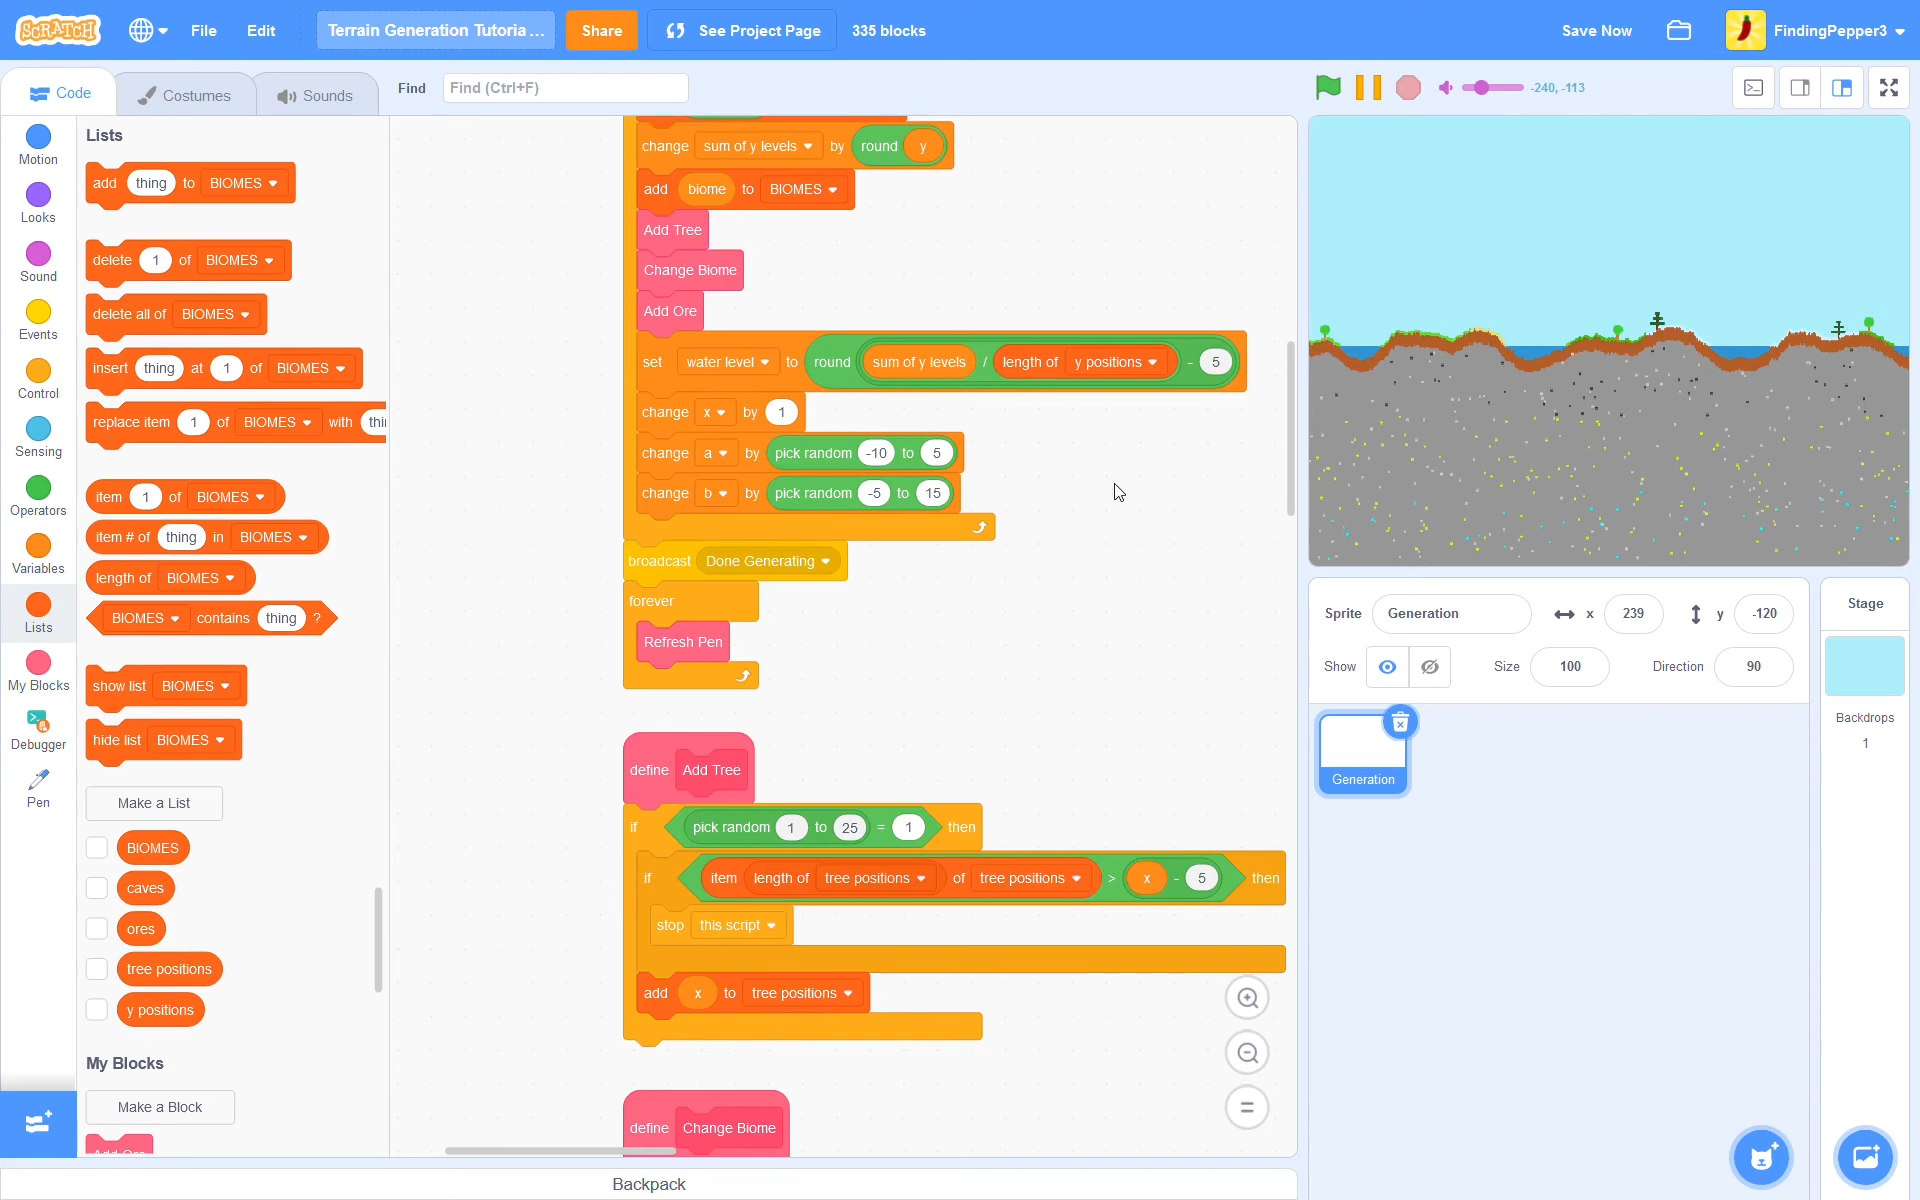 SCRATCH
File
Edit
Terrain Generation Tutoria ...
Share
See Project Page
335 blocks
Save Now
FindingPepper3
Code
Costumes
Sounds
Find
Find (Ctrl+F)
-240, -113
Motion
Looks
Sound
Events
Control
Sensing
Operators
Variables
Lists
My Blocks
Debugger
Pen
Lists
add thing to BIOMES
delete 1 of BIOMES
delete all of BIOMES
insert thing at 1 of BIOMES
replace item 1 of BIOMES with
item 1 of BIOMES
item # of thing in BIOMES
length of BIOMES
BIOMES contains thing ?
show list BIOMES
hide list BIOMES
Make a List
BIOMES
caves
ores
tree positions
y positions
My Blocks
Make a Block
Add Ore
change sum of y levels by round y
add biome to BIOMES
Add Tree
Change Biome
Add Ore
set water level to round sum of y levels / length of y positions - 5
change x by 1
change a by pick random -10 to 5
change b by pick random -5 to 15
broadcast Done Generating
forever
Refresh Pen
define Add Tree
if pick random 1 to 25 = 1 then
if item length of tree positions of tree positions > x - 5 then
stop this script
add x to tree positions
define Change Biome
Backpack
Sprite Generation x 239 y -120
Show Size 100 Direction 90
Generation
Stage
Backdrops
1